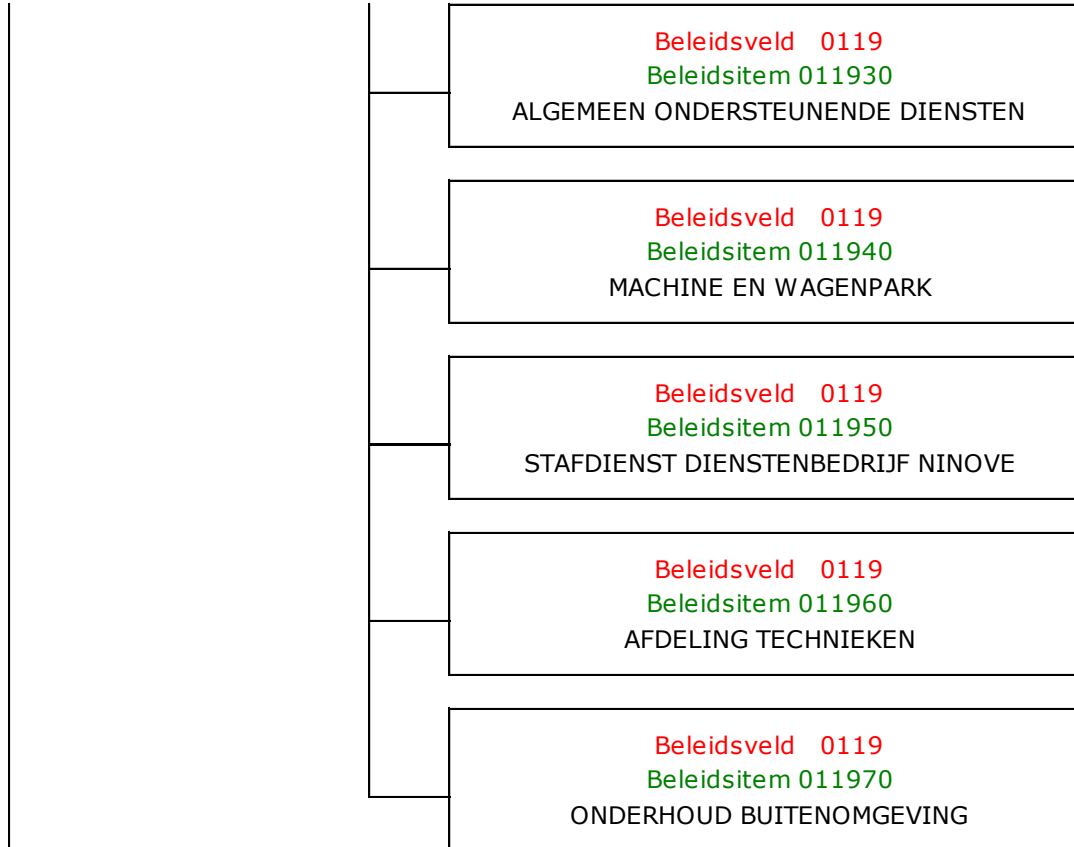 Beleidsveld 0119
Beleidsitem 011930
ALGEMEEN ONDERSTEUNENDE DIENSTEN
Beleidsveld 0119
Beleidsitem 011940
MACHINE EN WAGENPARK
Beleidsveld 0119
Beleidsitem 011950
STAFDIENST DIENSTENBEDRIJF NINOVE
Beleidsveld 0119
Beleidsitem 011960
AFDELING TECHNIEKEN
Beleidsveld 0119
Beleidsitem 011970
ONDERHOUD BUITENOMGEVING